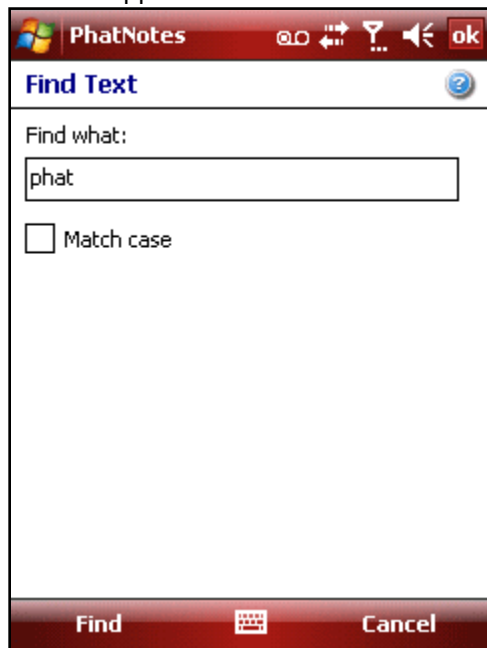 PhatNotes ok
Find Text
Find what:
phat
Match case
Find Cancel